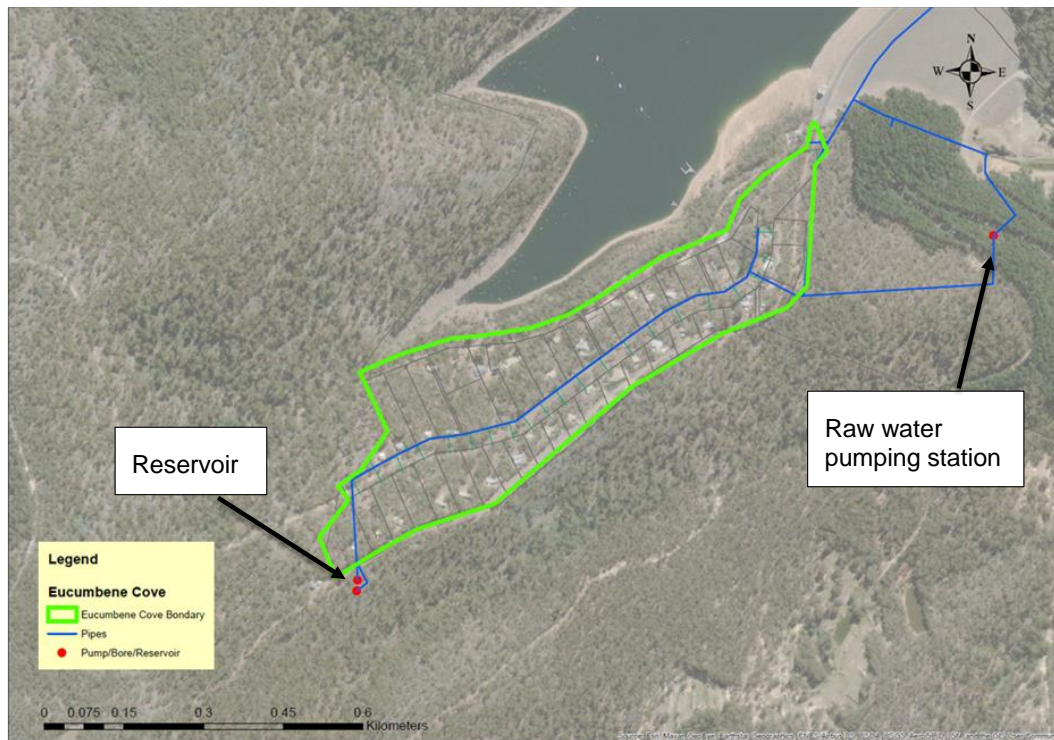 N
W E
S
Reservoir
Raw water
pumping station
Legend
Eucumbene Cove
Eucumbene Cove Bondary
Pipes
Pump/Bore/Reservoir
0 0.075 0.15 0.3 0.45 0.6
Kilometers